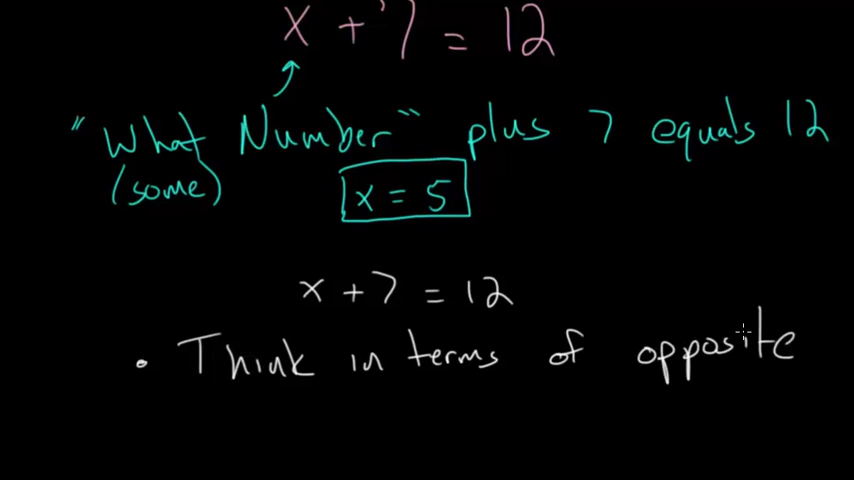 x + 7 = 12
"What Number" plus 7 equals 12
(some)
x = 5
x + 7 = 12
• Think in terms of opposite